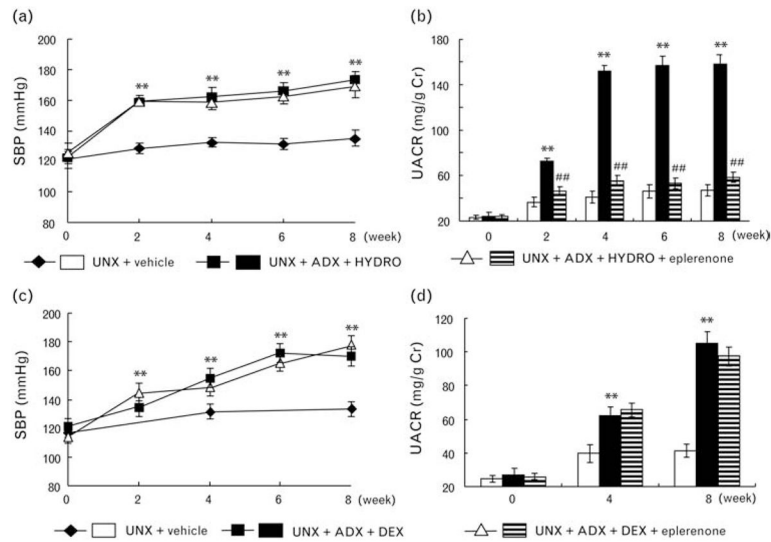 (a)
200
180
160
140
120
100
80
SBP (mmHg)
** ** ** **
0 2 4 6 8 (week)
(b)
180
140
100
60
20
UACR (mg/g Cr)
** ** ** **
## ## ## ##
0 2 4 6 8 (week)
UNX + vehicle UNX + ADX + HYDRO UNX + ADX + HYDRO + eplerenone
(c)
200
180
160
140
120
100
80
SBP (mmHg)
** ** ** **
0 2 4 6 8 (week)
(d)
120
100
80
60
40
20
UACR (mg/g Cr)
** **
0 4 8 (week)
UNX + vehicle UNX + ADX + DEX UNX + ADX + DEX + eplerenone